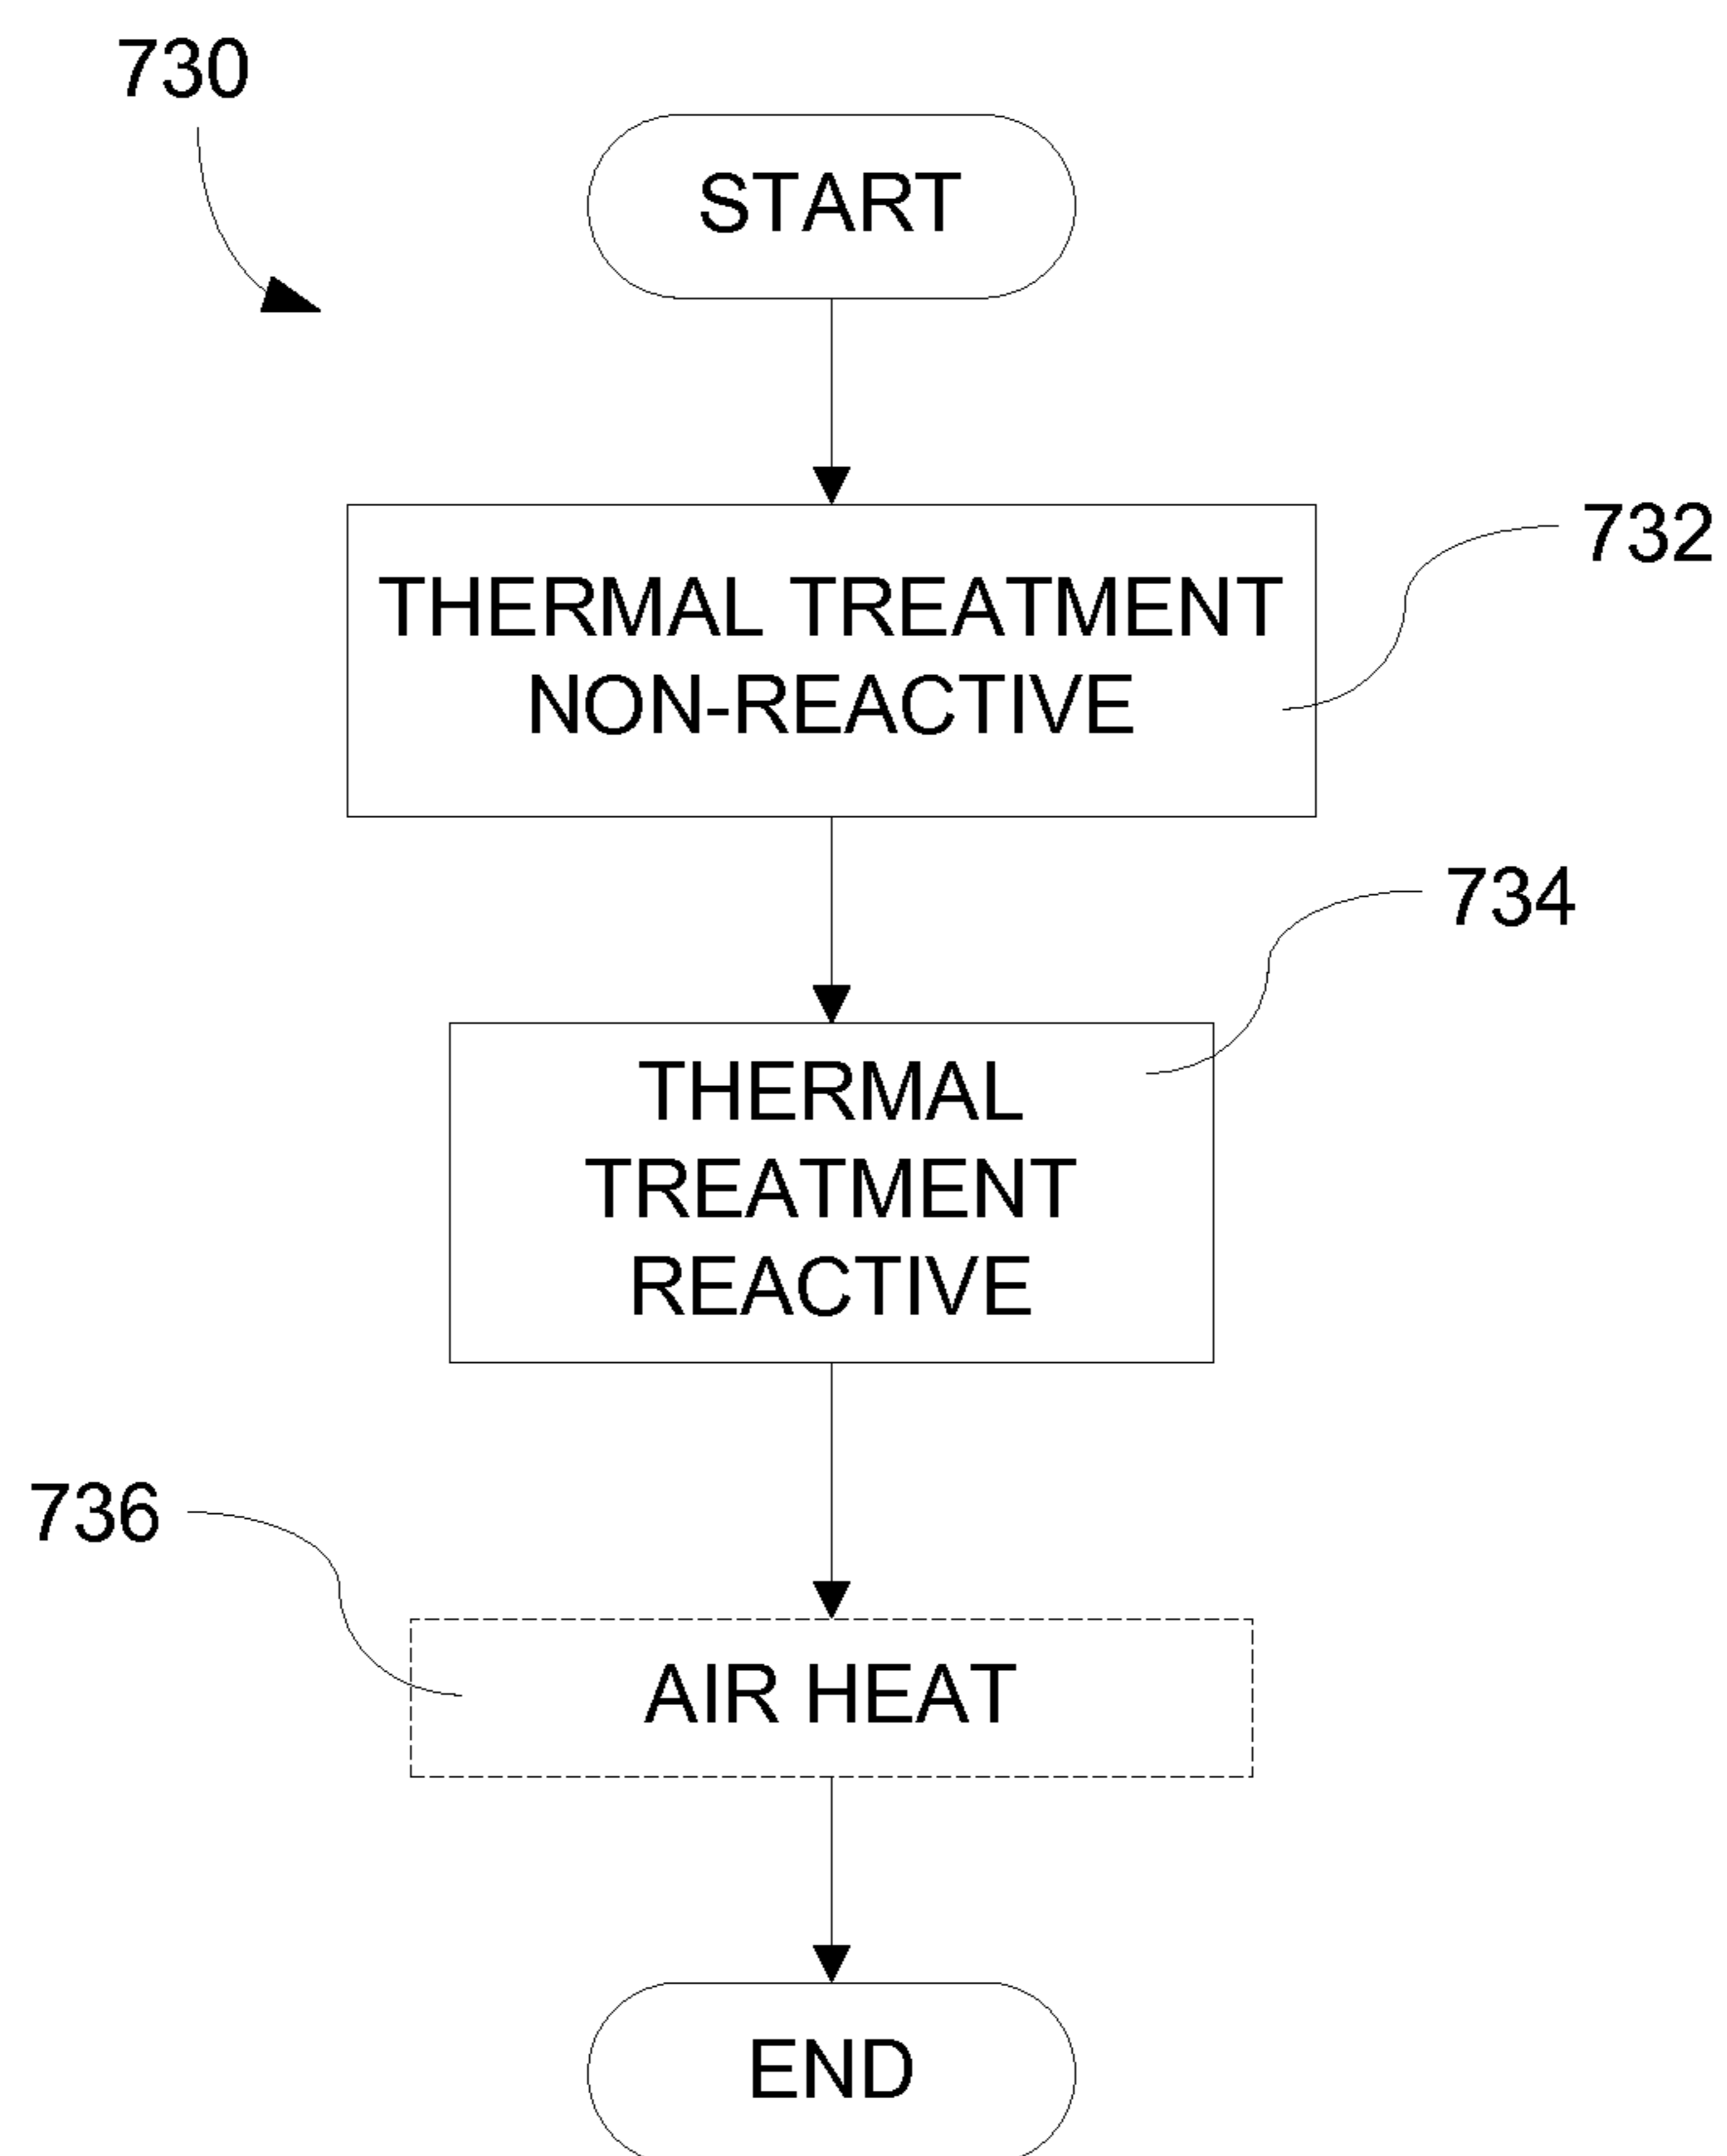 730
START
THERMAL TREATMENT
NON-REACTIVE
732
734
THERMAL
TREATMENT
REACTIVE
736
AIR HEAT
END